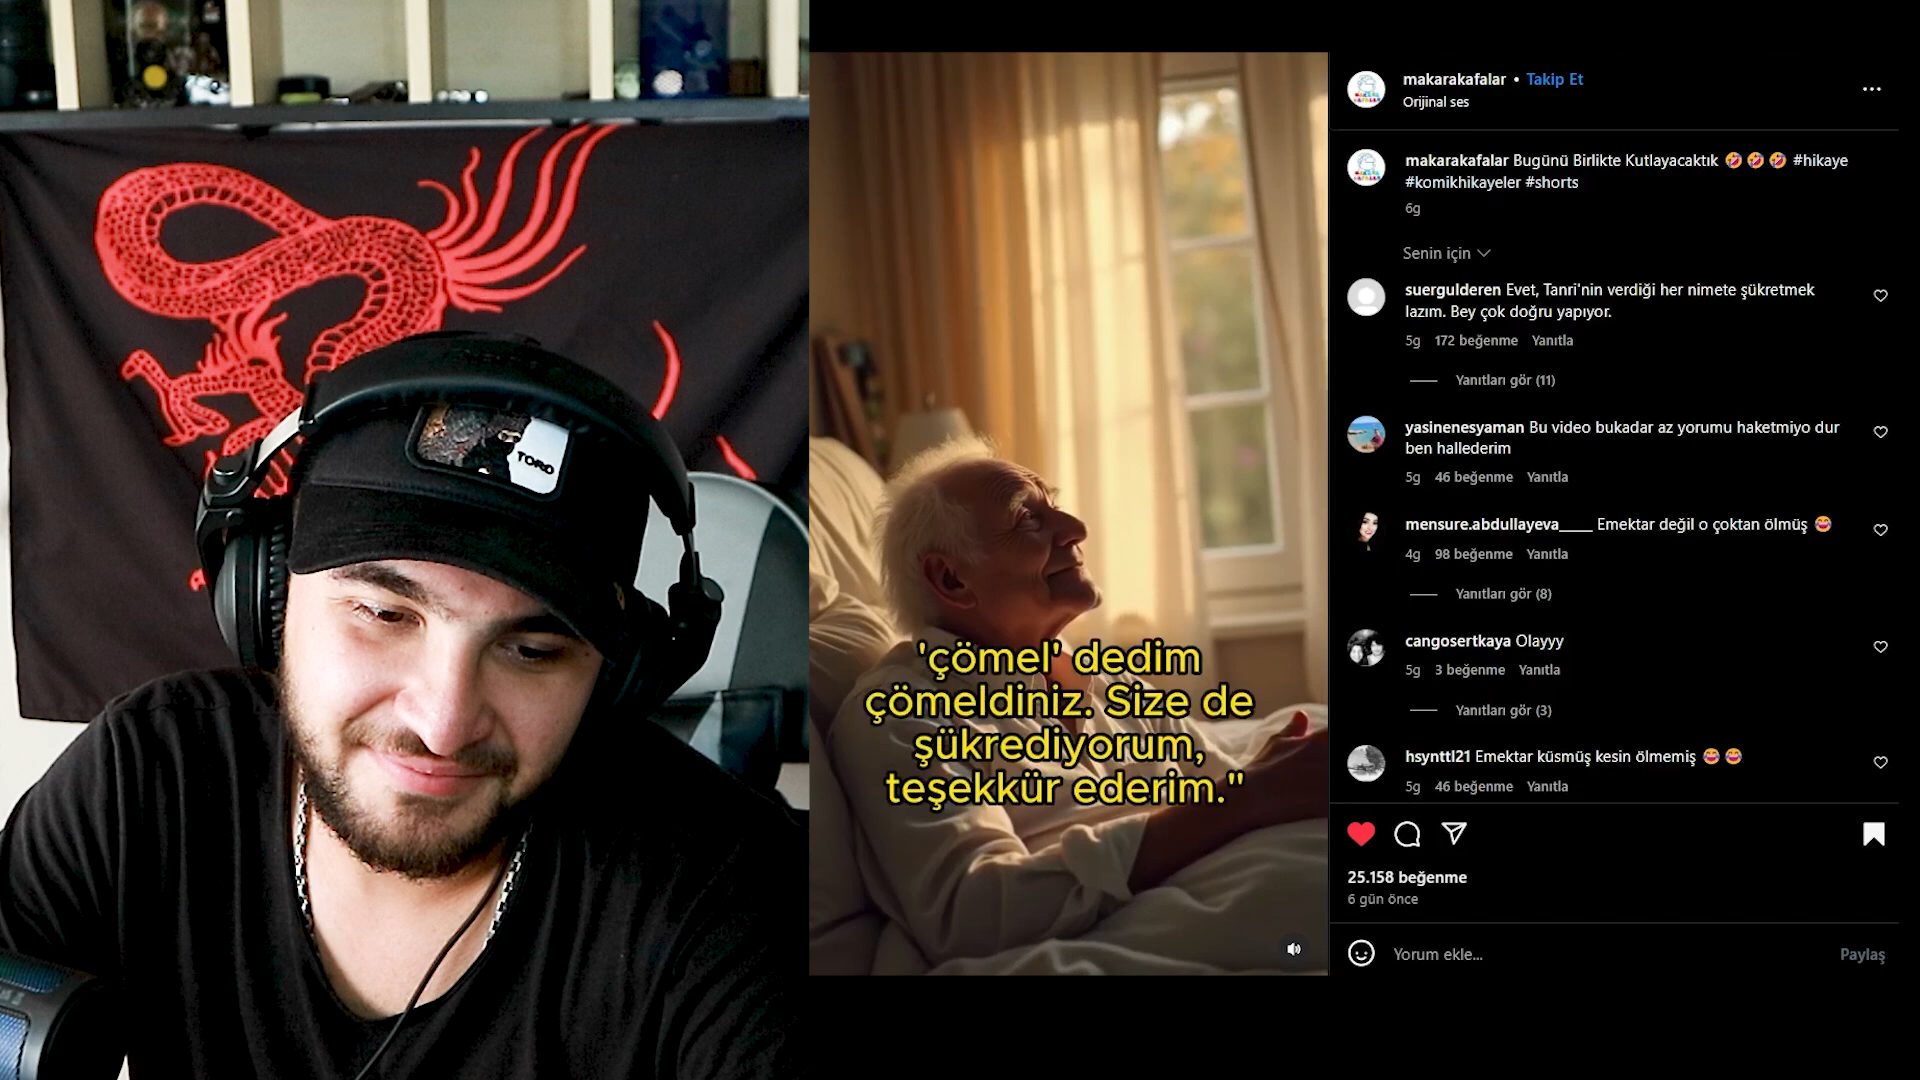 TORO
'çömel' dedim
çömeldiniz. Size de
şükrediyorum,
teşekkür ederim."
makarakafalar • Takip Et
Orijinal ses
makarakafalar Bugünü Birlikte Kutlayacaktık 🤣🤣🤣 #hikaye
#komikhikayeler #shorts
6g
Senin için
suergulderen Evet, Tanri'nin verdiği her nimete şükretmek
lazım. Bey çok doğru yapıyor.
5g 172 beğenme Yanıtla
Yanıtları gör (11)
yasinenesyaman Bu video bukadar az yorumu haketmiyo dur
ben hallederim
5g 46 beğenme Yanıtla
mensure.abdullayeva____ Emektar değil o çoktan ölmüş 😂
4g 98 beğenme Yanıtla
Yanıtları gör (8)
cangosertkaya Olayyy
5g 3 beğenme Yanıtla
Yanıtları gör (3)
hsynttl21 Emektar küsmüş kesin ölmemiş 😂😂
5g 46 beğenme Yanıtla
25.158 beğenme
6 gün önce
Yorum ekle...
Paylaş